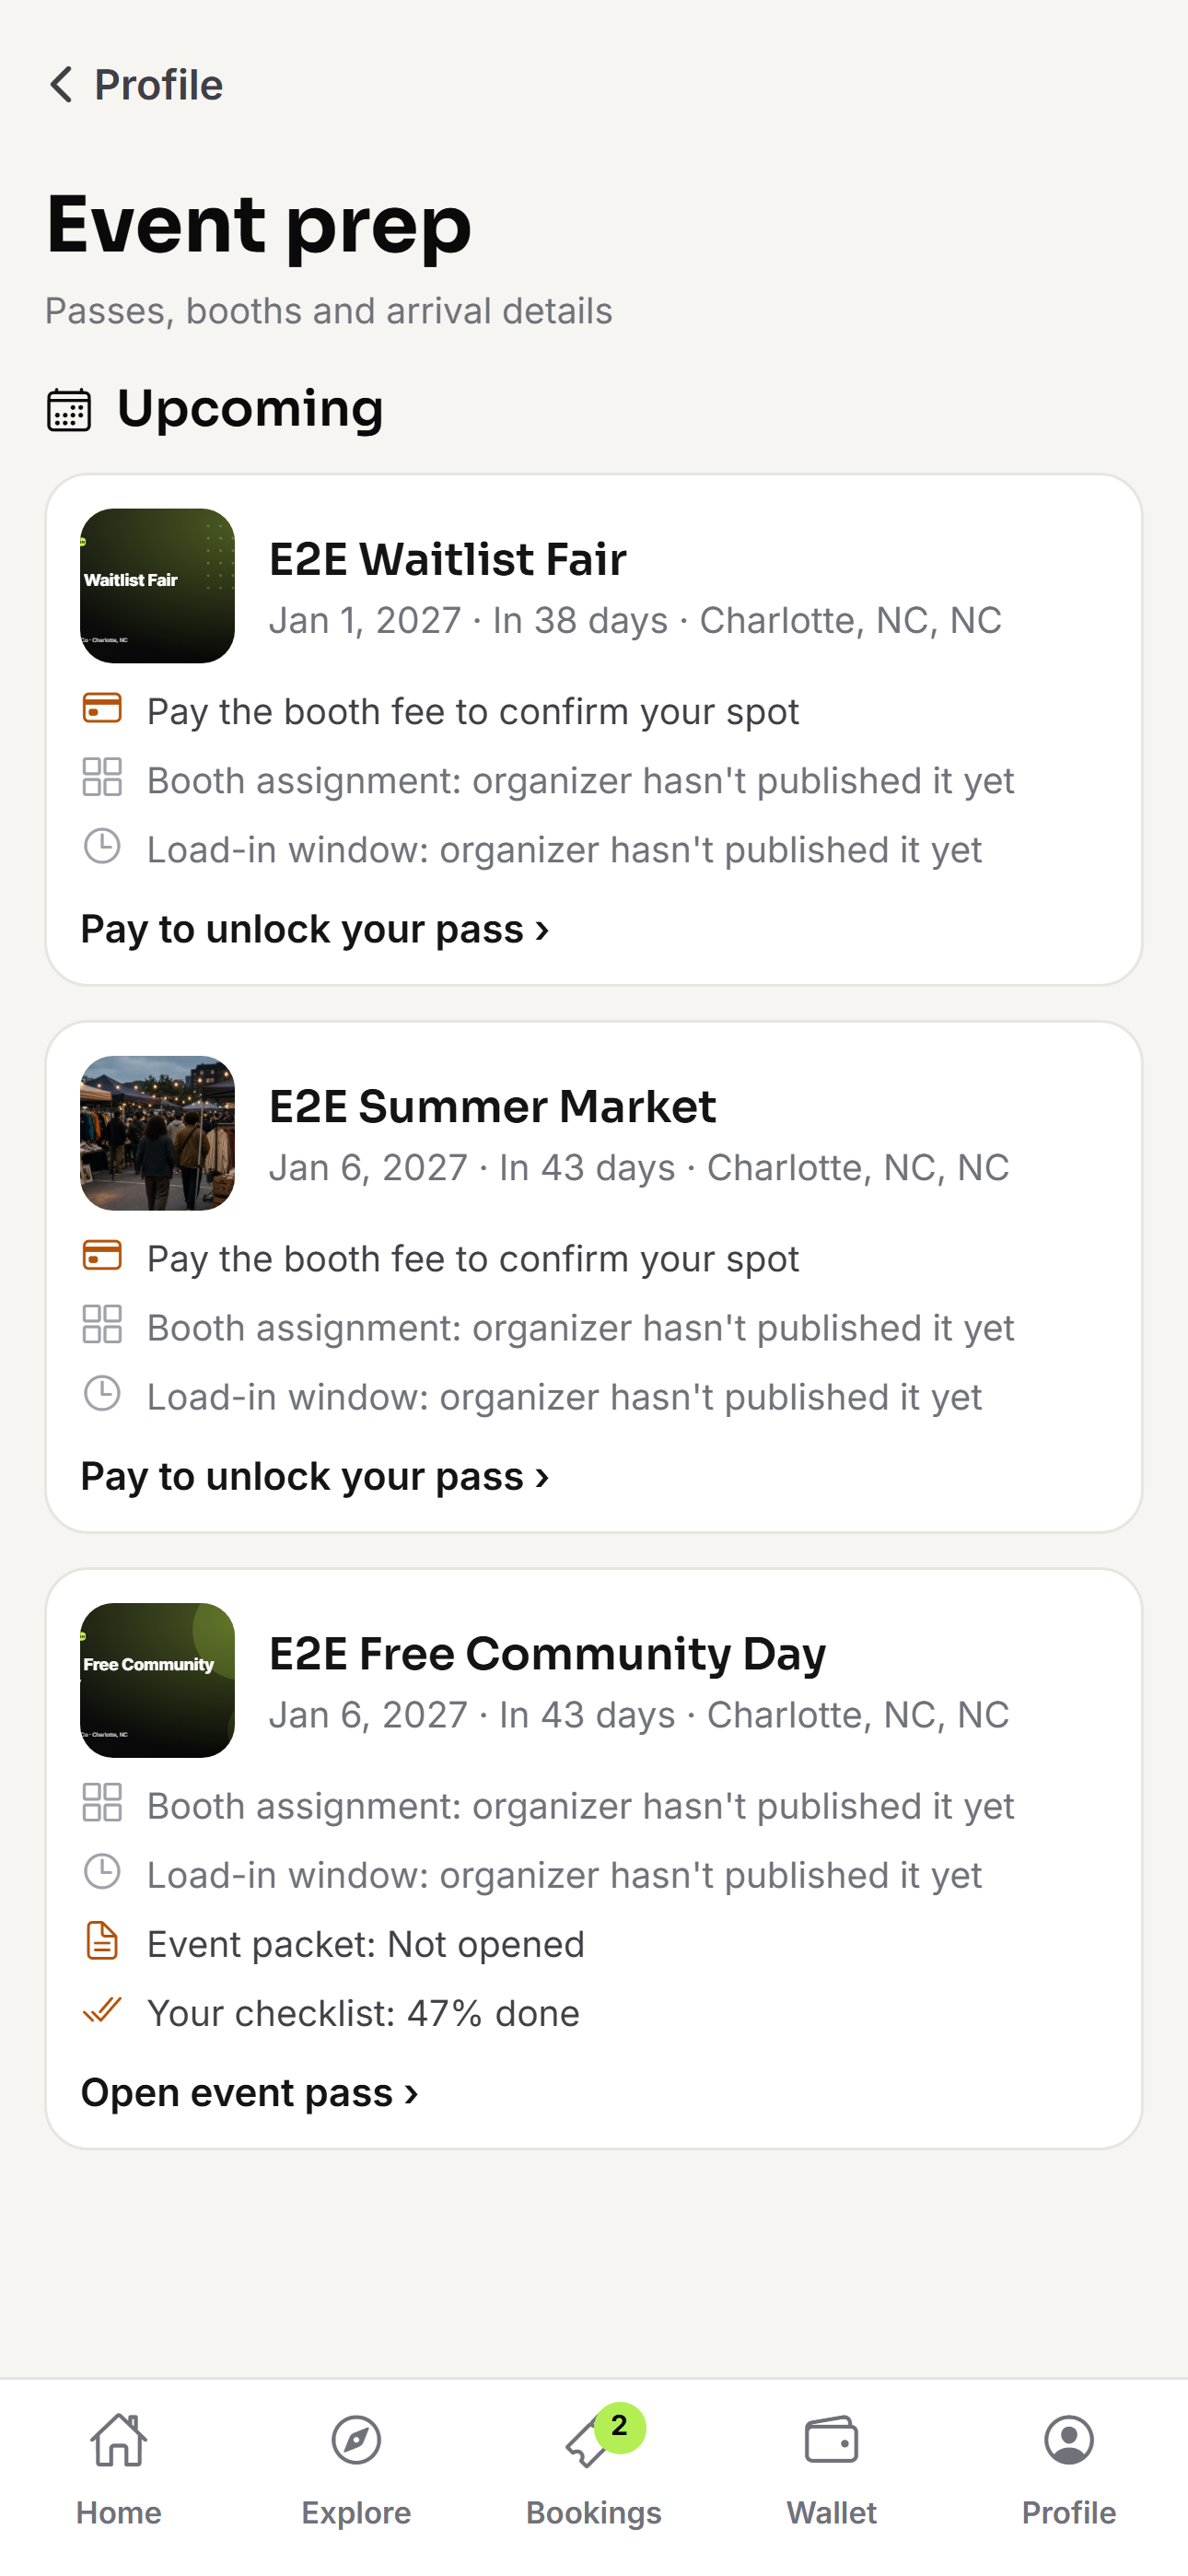 Profile
Event prep
Passes, booths and arrival details
Upcoming
Waitlist Fair
Co · Charlotte, NC
E2E Waitlist Fair
Jan 1, 2027 · In 38 days · Charlotte, NC, NC
Pay the booth fee to confirm your spot
Booth assignment: organizer hasn't published it yet
Load-in window: organizer hasn't published it yet
Pay to unlock your pass ›
E2E Summer Market
Jan 6, 2027 · In 43 days · Charlotte, NC, NC
Pay the booth fee to confirm your spot
Booth assignment: organizer hasn't published it yet
Load-in window: organizer hasn't published it yet
Pay to unlock your pass ›
Free Community
Co · Charlotte, NC
E2E Free Community Day
Jan 6, 2027 · In 43 days · Charlotte, NC, NC
Booth assignment: organizer hasn't published it yet
Load-in window: organizer hasn't published it yet
Event packet: Not opened
Your checklist: 47% done
Open event pass ›
2
Home
Explore
Bookings
Wallet
Profile